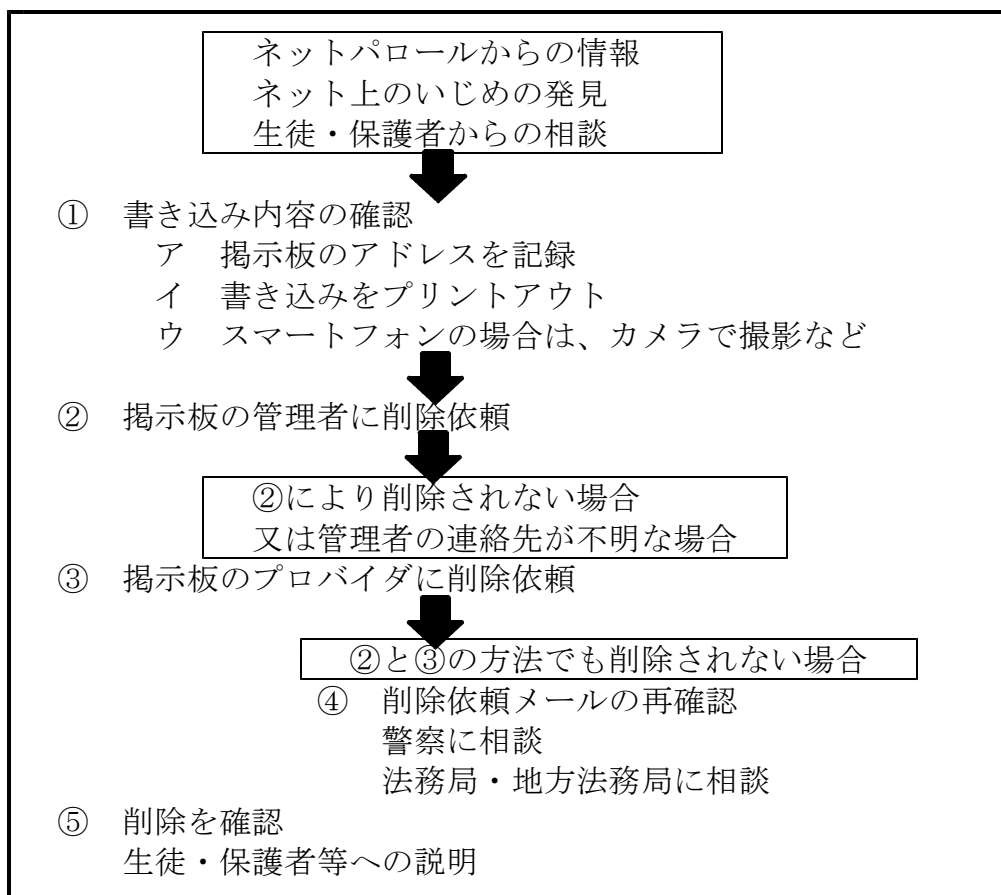 ネットパロールからの情報
ネット上のいじめの発見
生徒・保護者からの相談
① 書き込み内容の確認
ア 掲示板のアドレスを記録
イ 書き込みをプリントアウト
ウ スマートフォンの場合は、カメラで撮影など
② 掲示板の管理者に削除依頼
②により削除されない場合
又は管理者の連絡先が不明な場合
③ 掲示板のプロバイダに削除依頼
②と③の方法でも削除されない場合
④ 削除依頼メールの再確認
警察に相談
法務局・地方法務局に相談
⑤ 削除を確認
生徒・保護者等への説明